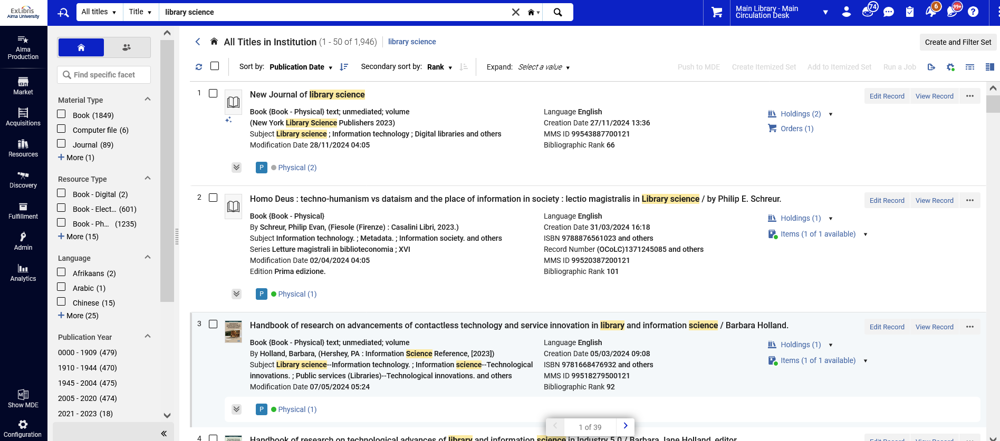 ExLibris
Alma University
All titles
Title
library science
Main Library - Main
Circulation Desk
74
6
99+
Alma
Production
Market
Acquisitions
Resources
Discovery
Fulfillment
Admin
Analytics
Show MDE
Configuration
Find specific facet
Material Type
Book (1849)
Computer file (6)
Journal (89)
+ More (1)
Resource Type
Book - Digital (2)
Book - Elect... (601)
Book - Ph... (1235)
+ More (15)
Language
Afrikaans (2)
Arabic (1)
Chinese (15)
+ More (25)
Publication Year
0000 - 1909 (479)
1910 - 1944 (470)
1945 - 2004 (475)
2005 - 2020 (474)
2021 - 2023 (18)
All Titles in Institution (1 - 50 of 1,946) library science
Create and Filter Set
Sort by: Publication Date
Secondary sort by: Rank
Expand: Select a value
Push to MDE
Create Itemized Set
Add to Itemized Set
Run a Job
1
New Journal of library science
Edit Record
View Record
Book {Book - Physical} text; unmediated; volume
(New York Library Science Publishers 2023)
Subject Library science ; Information technology ; Digital libraries and others
Modification Date 28/11/2024 04:05
Language English
Creation Date 27/11/2024 13:36
MMS ID 99543887700121
Bibliographic Rank 66
Holdings (2)
Orders (1)
P Physical (2)
2
Homo Deus : techno-humanism vs dataism and the place of information in society : lectio magistralis in Library science / by Philip E. Schreur.
Edit Record
View Record
Book {Book - Physical}
By Schreur, Philip Evan, (Fiesole (Firenze) : Casalini Libri, 2023.)
Subject Information technology. ; Metadata. ; Information society. and others
Series Letture magistrali in biblioteconomia ; XVI
Modification Date 02/04/2024 04:05
Edition Prima edizione.
Language English
Creation Date 31/03/2024 16:18
ISBN 9788876561023 and others
Record Number (OCoLC)1371245085 and others
MMS ID 99520387200121
Bibliographic Rank 101
Holdings (1)
Items (1 of 1 available)
P Physical (1)
3
Handbook of research on advancements of contactless technology and service innovation in library and information science / Barbara Holland.
Edit Record
View Record
Book {Book - Physical} text; unmediated; volume
By Holland, Barbara, (Hershey, PA : Information Science Reference, [2023])
Subject Library science--Information technology. ; Information science--Technological
innovations. ; Public services (Libraries)--Technological innovations. and others
Modification Date 07/05/2024 05:24
Language English
Creation Date 05/03/2024 09:08
ISBN 9781668476932 and others
MMS ID 99518279500121
Bibliographic Rank 92
Holdings (1)
Items (1 of 1 available)
P Physical (1)
1 of 39
4
Handbook of research on technological advances of library and information science in Industry 5.0 / Barbara Jane Holland, editor.
Edit Record
View Record